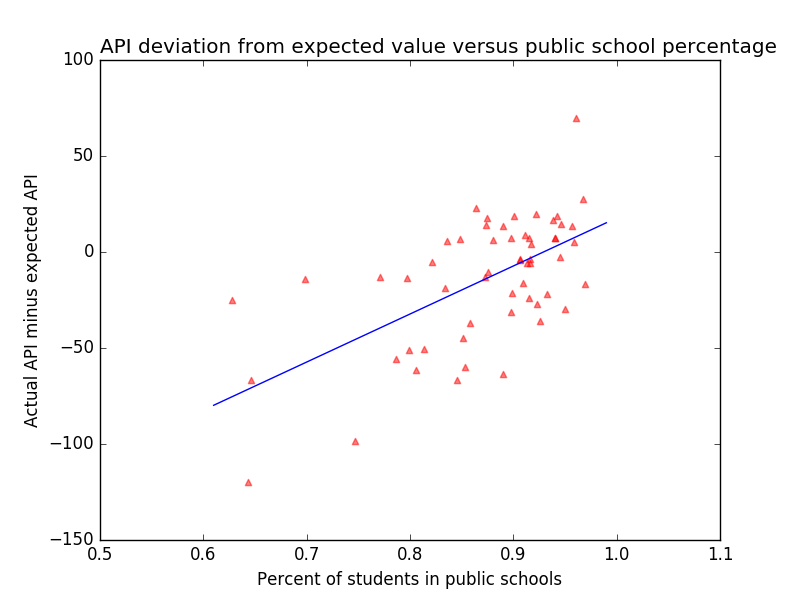 API deviation from expected value versus public school percentage
100
50
0
−50
−100
−150
Actual API minus expected API
0.5 0.6 0.7 0.8 0.9 1.0 1.1
Percent of students in public schools